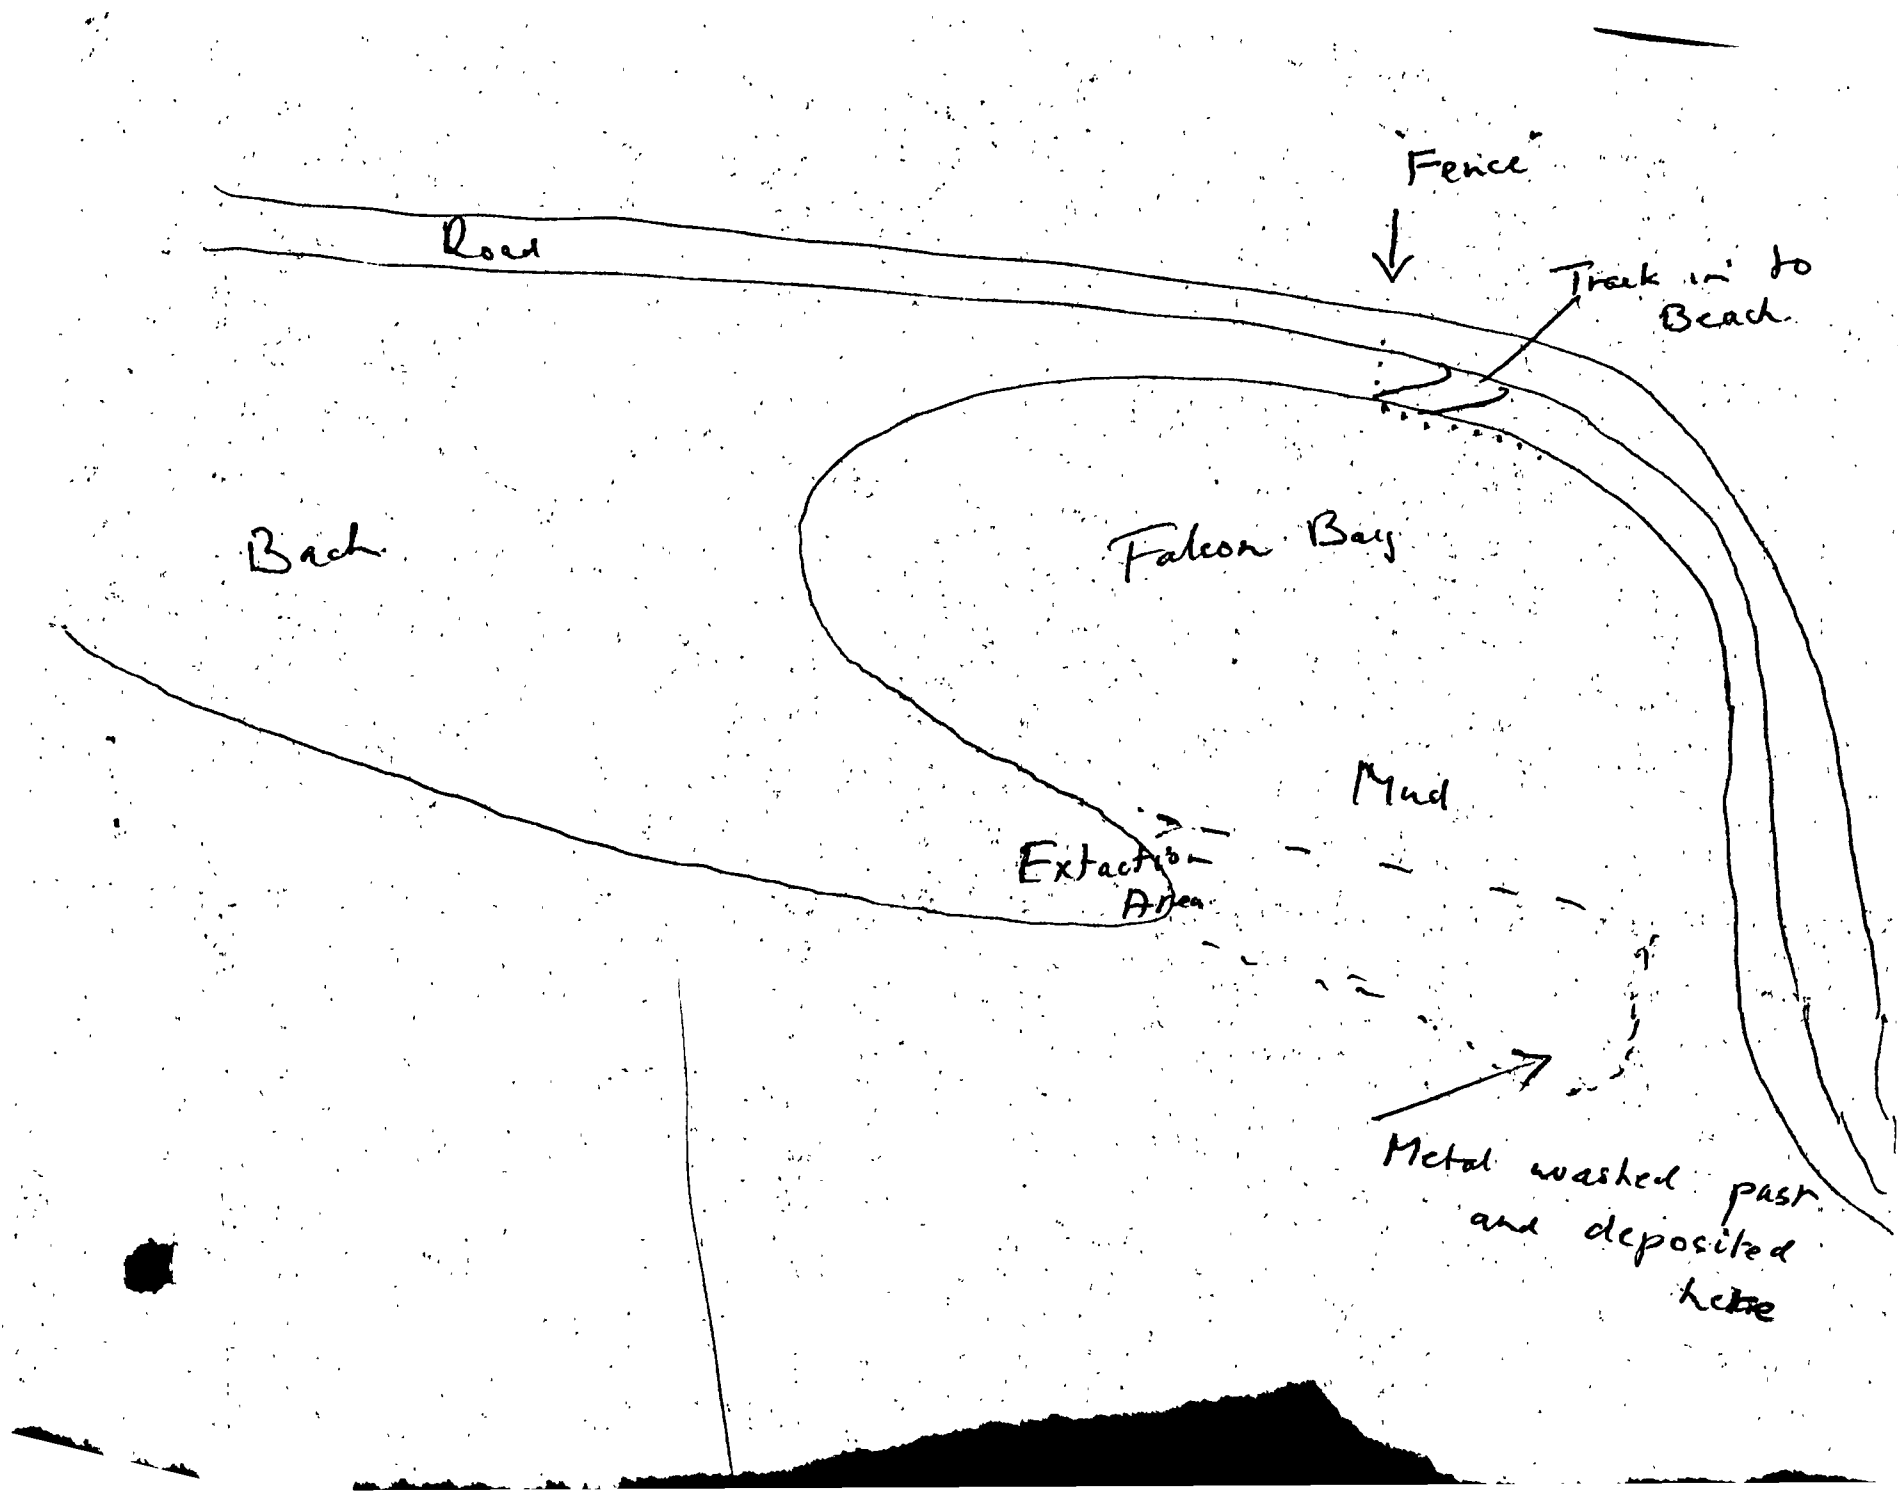 "Fence"
Road
Track in to
Beach
Bach
Falcon Bay
Mud
Extaction
Area
Metal washed past
and deposited
here